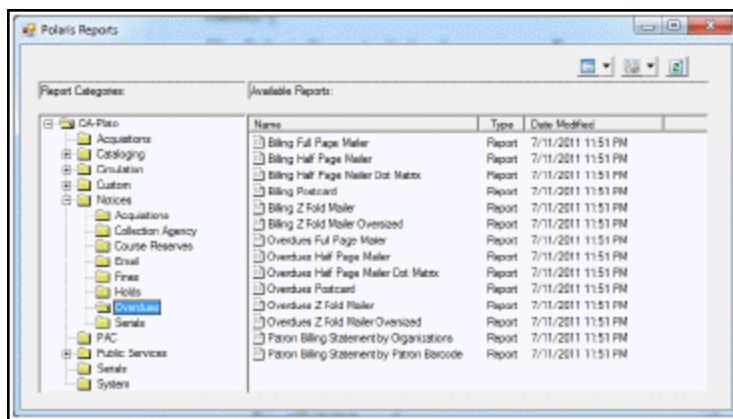 Polaris Reports
Report Categories:
Available Reports:
QA-Plato
Acquisitions
Cataloging
Circulation
Custom
Notices
Acquisitions
Collection Agency
Course Reserves
Email
Fines
Holds
Overdues
Serials
PAC
Public Services
Serials
System
Name Type Date Modified
Billing Full Page Mailer Report 7/11/2011 11:51 PM
Billing Half Page Mailer Report 7/11/2011 11:51 PM
Billing Half Page Mailer Dot Matrix Report 7/11/2011 11:51 PM
Billing Postcard Report 7/11/2011 11:51 PM
Billing Z Fold Mailer Report 7/11/2011 11:51 PM
Billing Z Fold Mailer Oversized Report 7/11/2011 11:51 PM
Overdues Full Page Mailer Report 7/11/2011 11:51 PM
Overdues Half Page Mailer Report 7/11/2011 11:51 PM
Overdues Half Page Mailer Dot Matrix Report 7/11/2011 11:51 PM
Overdues Postcard Report 7/11/2011 11:51 PM
Overdues Z Fold Mailer Report 7/11/2011 11:51 PM
Overdues Z Fold Mailer Oversized Report 7/11/2011 11:51 PM
Patron Billing Statement by Organizations Report 7/11/2011 11:51 PM
Patron Billing Statement by Patron Barcode Report 7/11/2011 11:51 PM